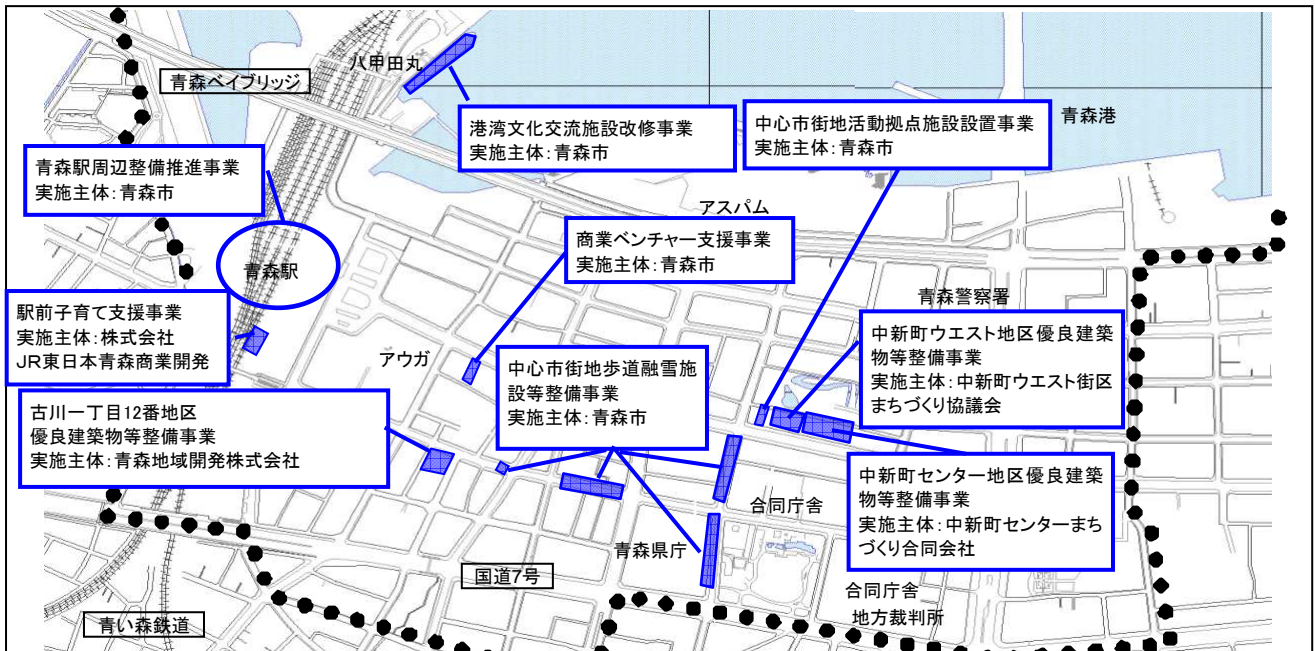 八甲田丸
青森ベイブリッジ
港湾文化交流施設改修事業
実施主体:青森市
中心市街地活動拠点施設設置事業
実施主体:青森市
青森港
青森駅周辺整備推進事業
実施主体:青森市
アスパム
商業ベンチャー支援事業
実施主体:青森市
青森駅
青森警察署
駅前子育て支援事業
実施主体:株式会社
JR東日本青森商業開発
中新町ウエスト地区優良建築
物等整備事業
実施主体:中新町ウエスト街区
まちづくり協議会
アウガ
中心市街地歩道融雪施
設等整備事業
実施主体:青森市
古川一丁目12番地区
優良建築物等整備事業
実施主体:青森地域開発株式会社
中新町センター地区優良建築
物等整備事業
実施主体:中新町センターまち
づくり合同会社
合同庁舎
青森県庁
国道7号
合同庁舎
地方裁判所
青い森鉄道